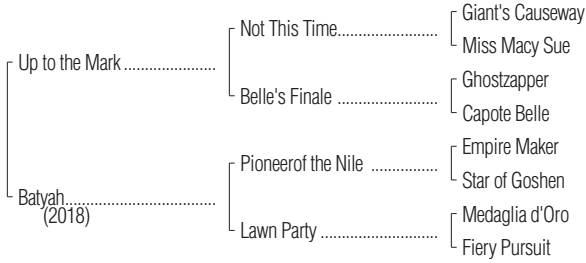 Giant's Causeway
Not This Time
Miss Macy Sue
Up to the Mark
Ghostzapper
Belle's Finale
Capote Belle
Empire Maker
Pioneerof the Nile
Star of Goshen
Batyah
(2018)
Medaglia d'Oro
Lawn Party
Fiery Pursuit